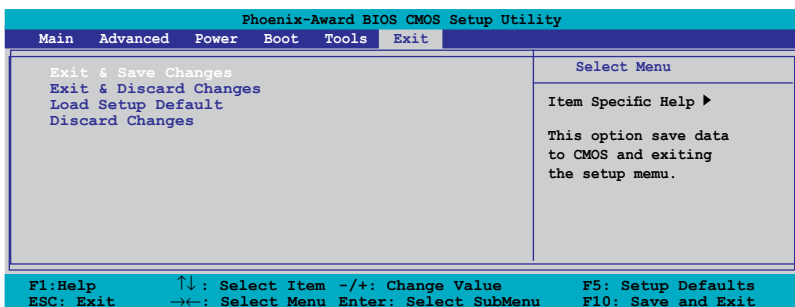 Phoenix-Award BIOS CMOS Setup Utility
Main Advanced Power Boot Tools Exit
Exit & Save Changes
Exit & Discard Changes
Load Setup Default
Discard Changes
Select Menu
Item Specific Help ▶
This option save data
to CMOS and exiting
the setup memu.
F1:Help ↑↓: Select Item -/+: Change Value F5: Setup Defaults
ESC: Exit →←: Select Menu Enter: Select SubMenu F10: Save and Exit